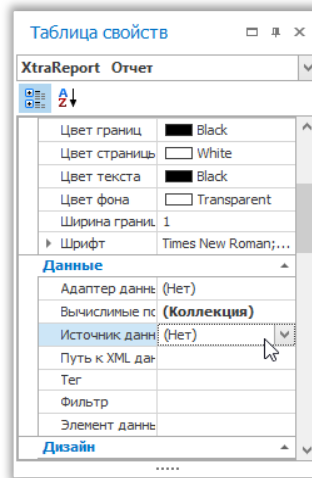 Таблица свойств
XtraReport Отчет
Цвет границ Black
Цвет страницы White
Цвет текста Black
Цвет фона Transparent
Ширина границ 1
Шрифт Times New Roman;...
Данные
Адаптер данны (Нет)
Вычислимые по (Коллекция)
Источник данн (Нет)
Путь к XML дан
Тег
Фильтр
Элемент данны
Дизайн